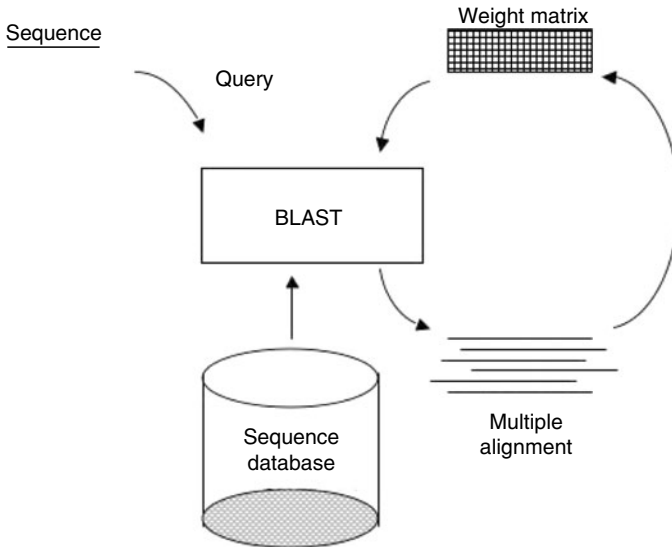 Sequence
Query
Weight matrix
BLAST
Sequence
database
Multiple
alignment